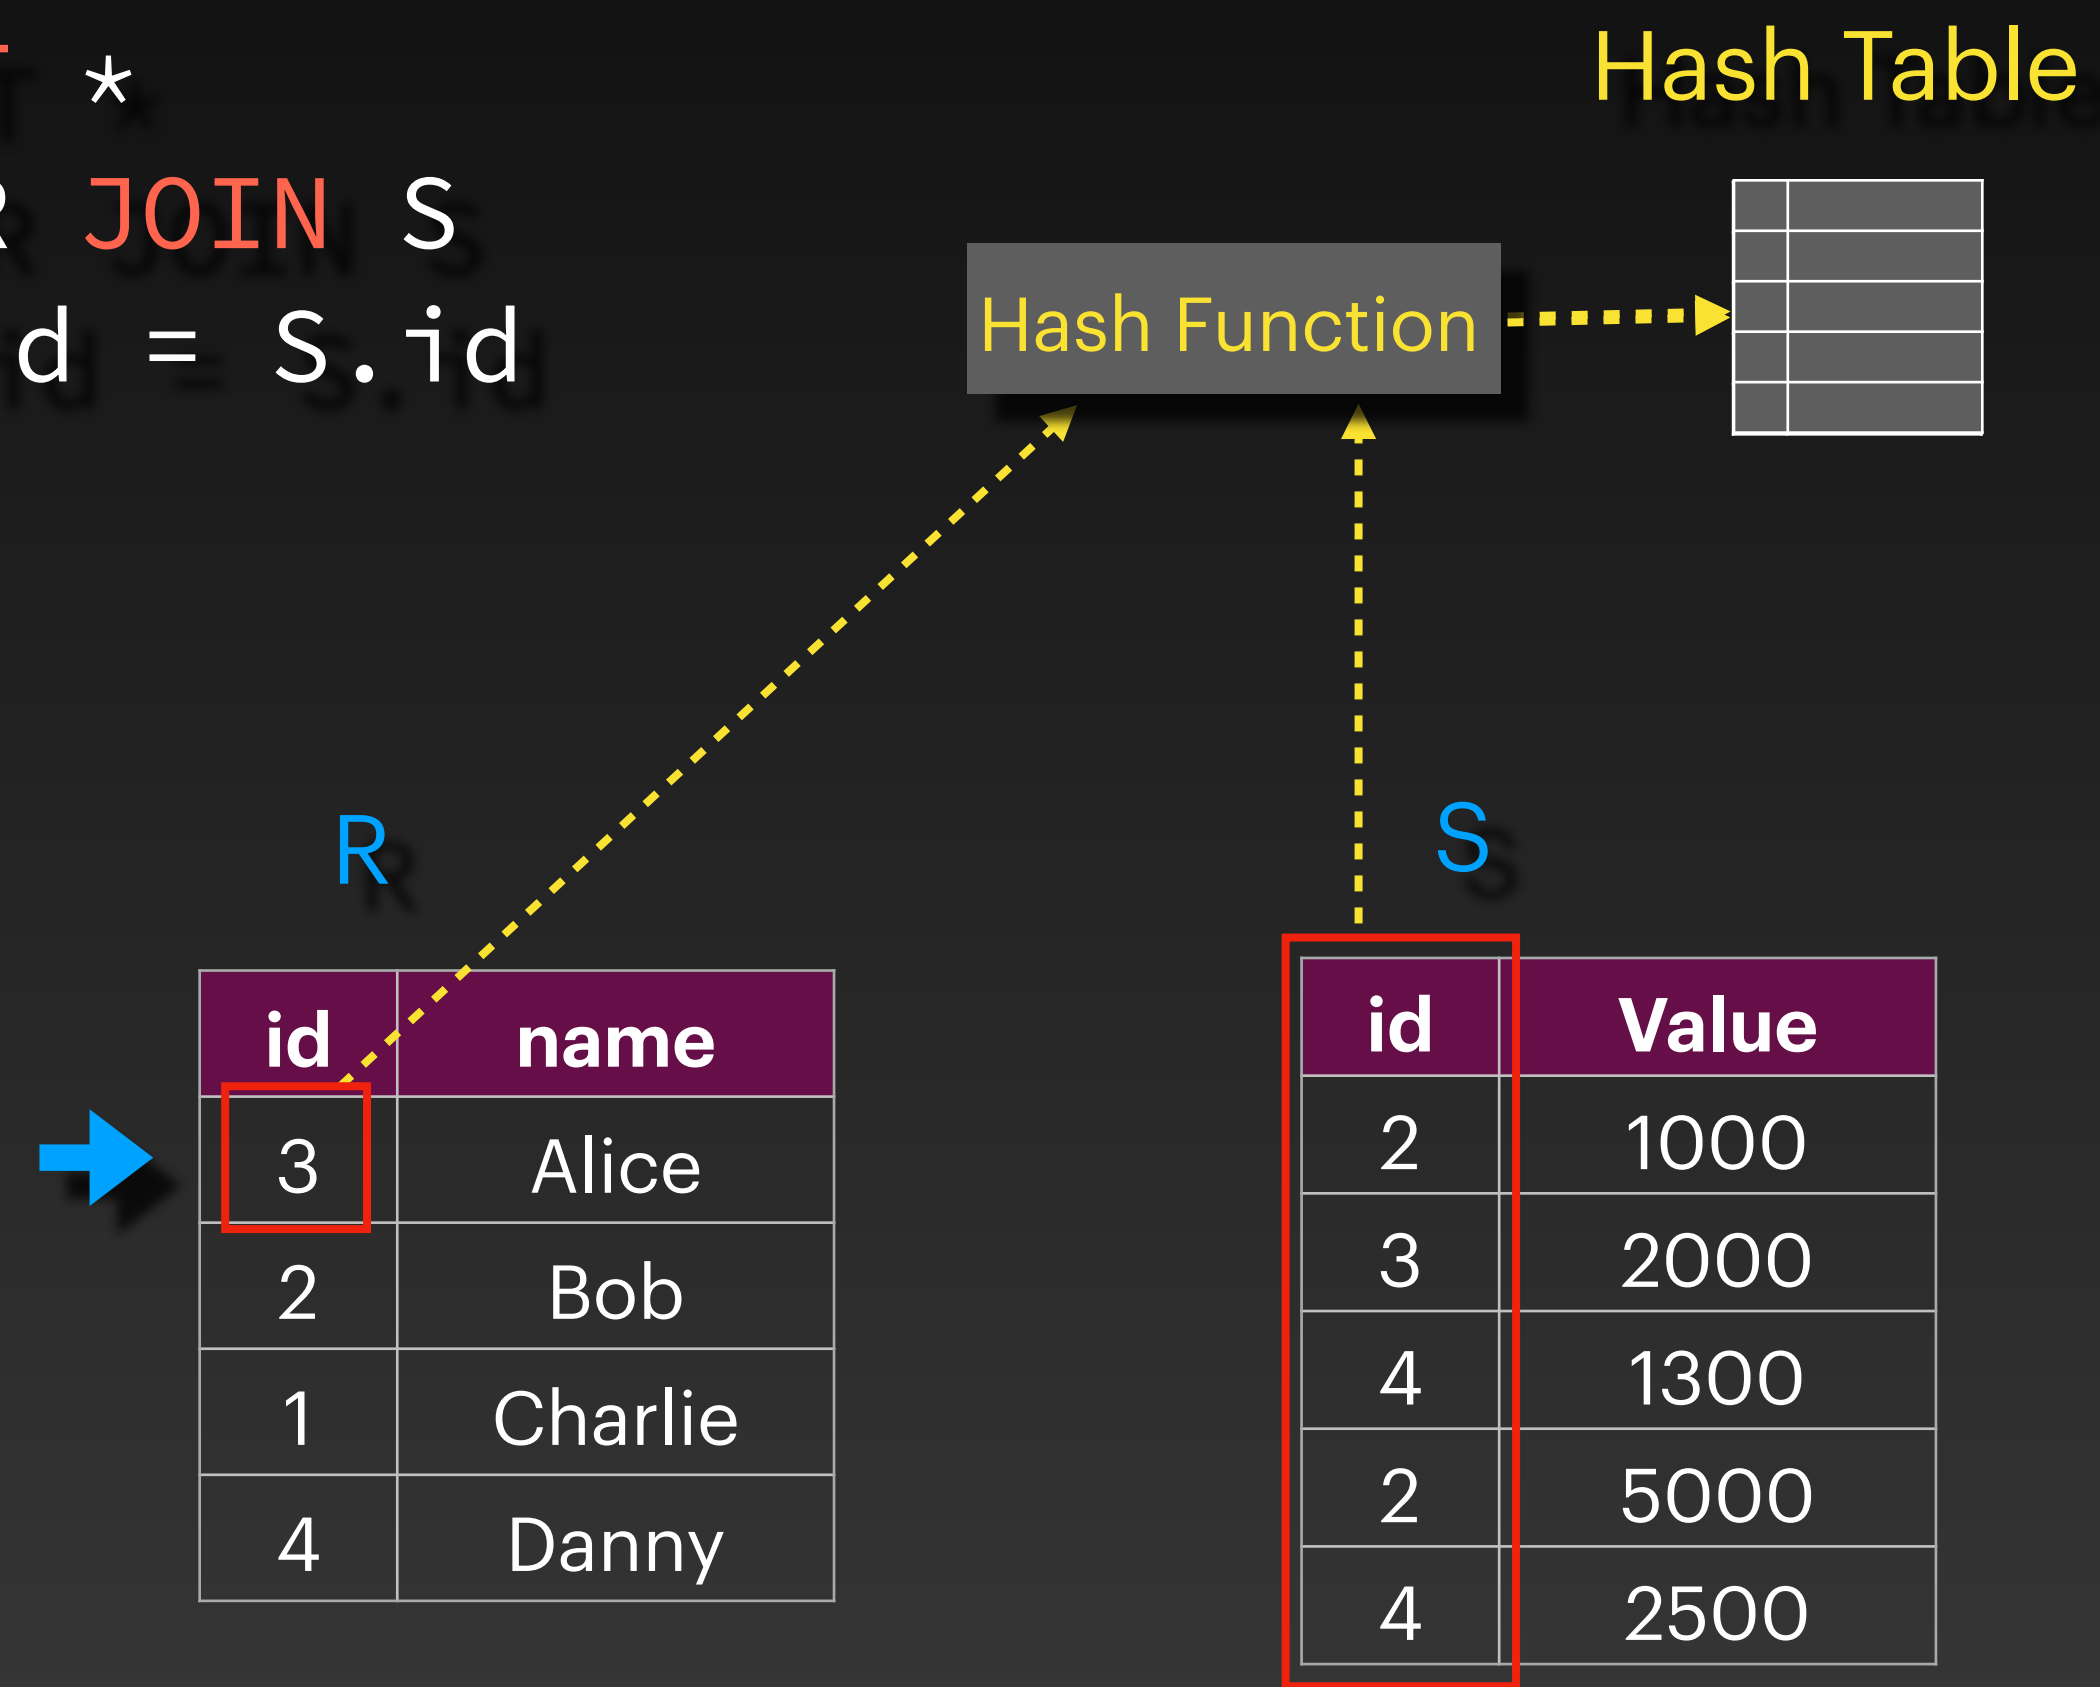 *
Hash Table
R JOIN S
d = S.id
Hash Function
R
S
id name
3 Alice
2 Bob
1 Charlie
4 Danny
id Value
2 1000
3 2000
4 1300
2 5000
4 2500